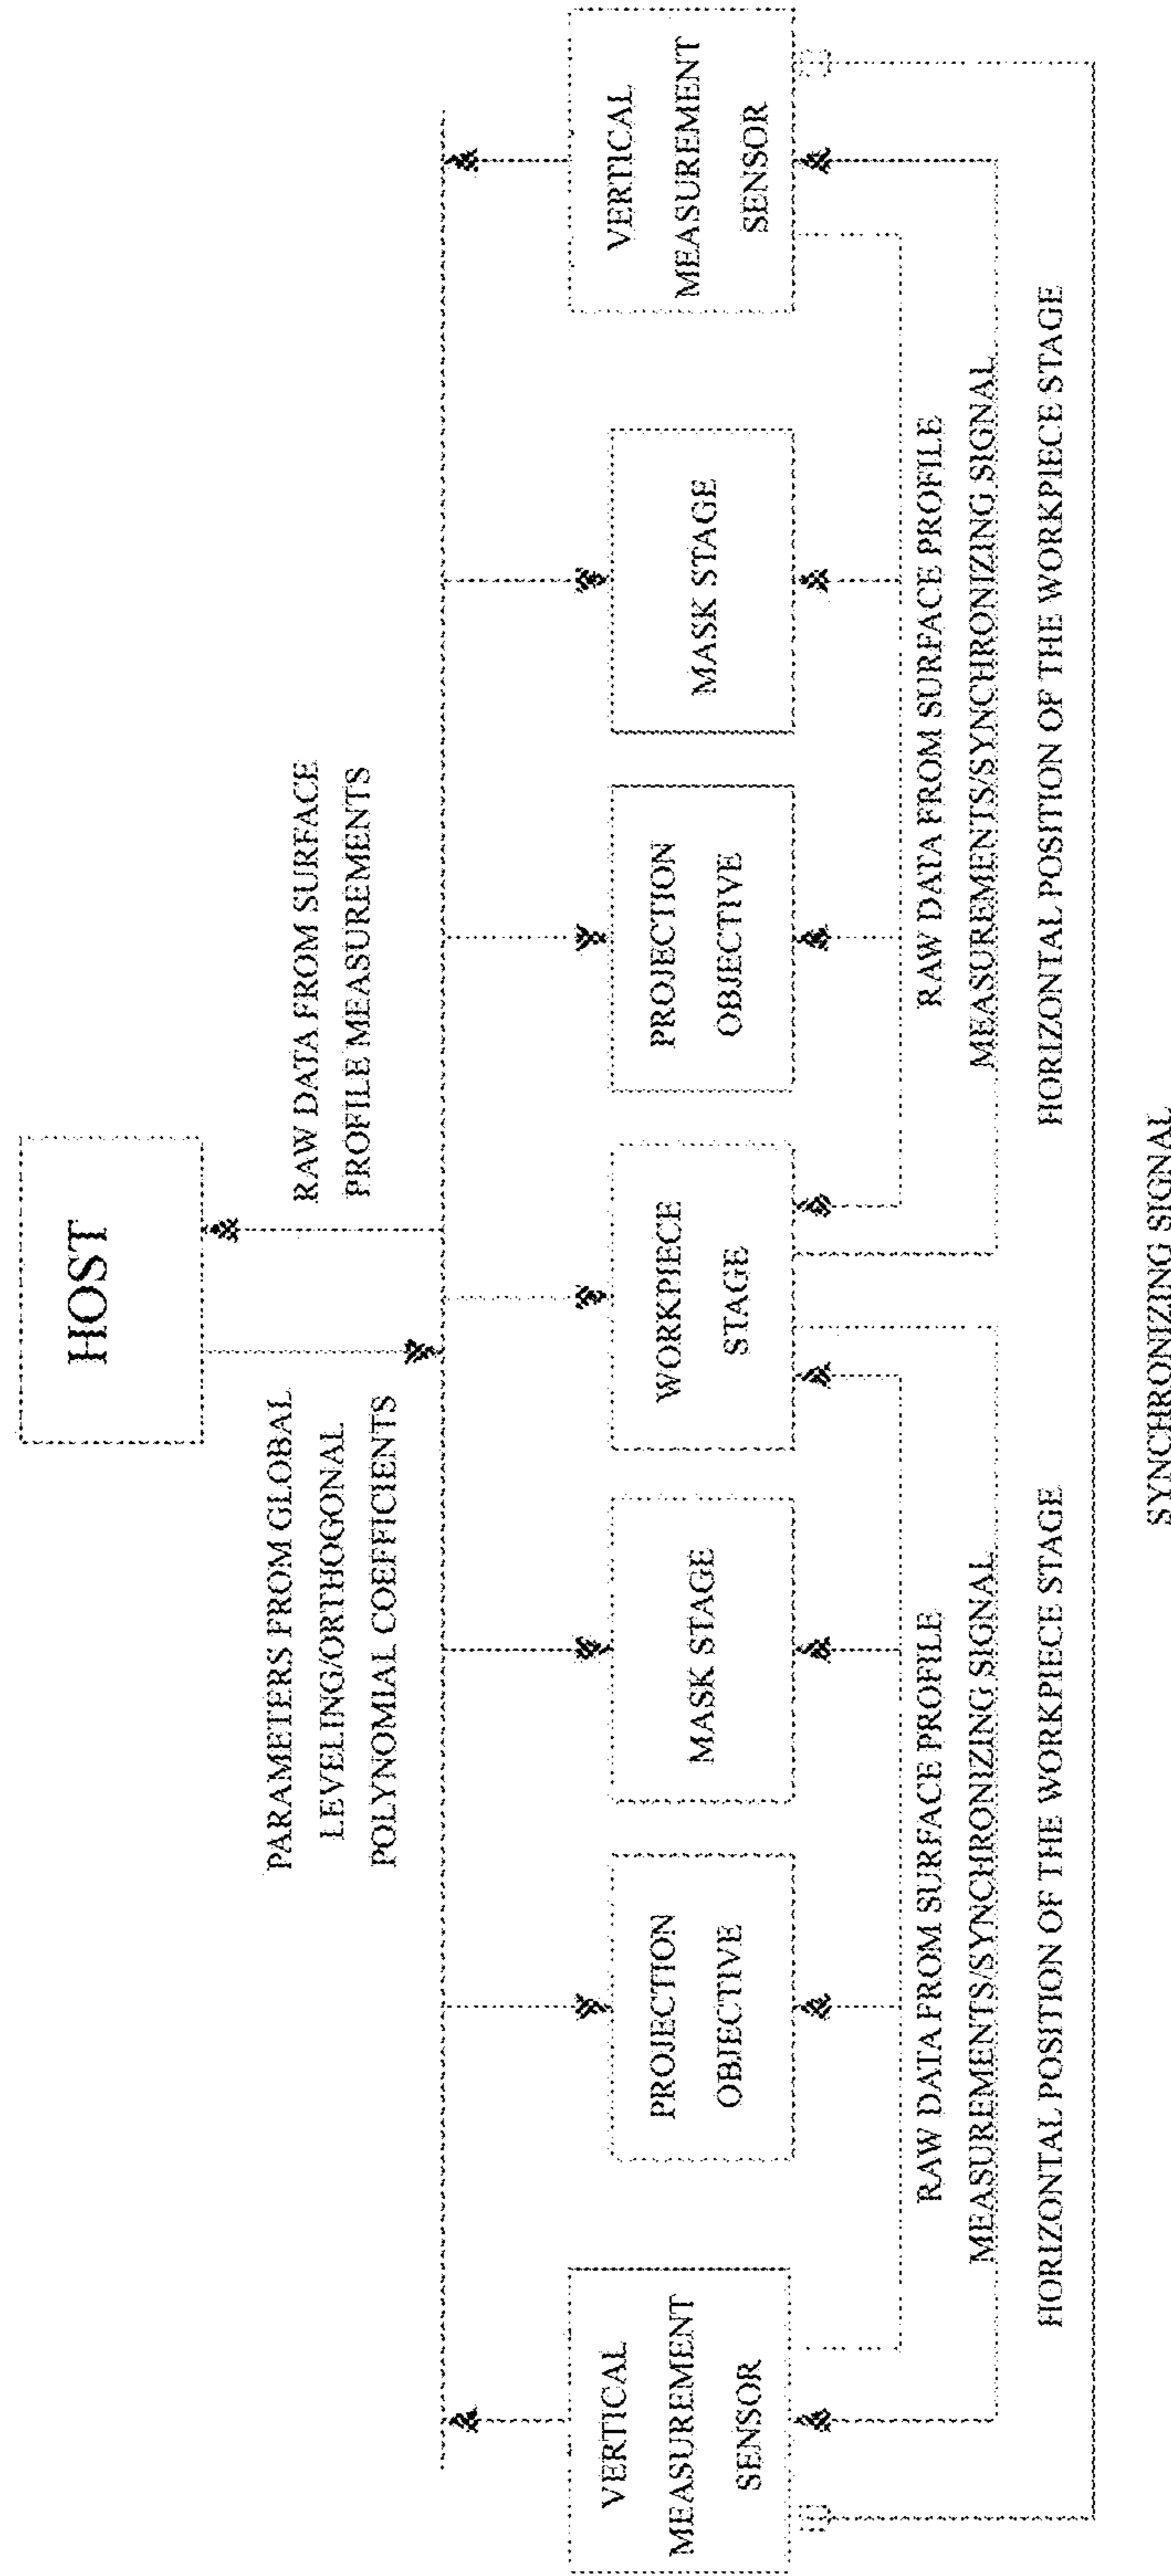 HOST
PARAMETERS FROM GLOBAL
LEVELING/ORTHOGONAL
POLYNOMIAL COEFFICIENTS
RAW DATA FROM SURFACE
PROFILE MEASUREMENTS
VERTICAL
MEASUREMENT
SENSOR
PROJECTION
OBJECTIVE
MASK STAGE
WORKPIECE
STAGE
PROJECTION
OBJECTIVE
MASK STAGE
VERTICAL
MEASUREMENT
SENSOR
RAW DATA FROM SURFACE PROFILE
MEASUREMENTS/SYNCHRONIZING SIGNAL
HORIZONTAL POSITION OF THE WORKPIECE STAGE
RAW DATA FROM SURFACE PROFILE
MEASUREMENTS/SYNCHRONIZING SIGNAL
HORIZONTAL POSITION OF THE WORKPIECE STAGE
SYNCHRONIZING SIGNAL